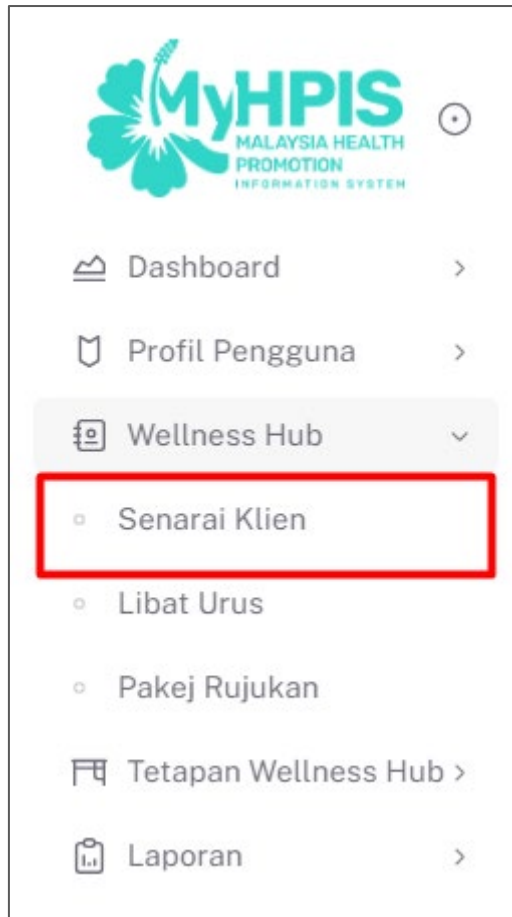 MyHPIS
MALAYSIA HEALTH
PROMOTION
INFORMATION SYSTEM
Dashboard
Profil Pengguna
Wellness Hub
Senarai Klien
Libat Urus
Pakej Rujukan
Tetapan Wellness Hub
Laporan